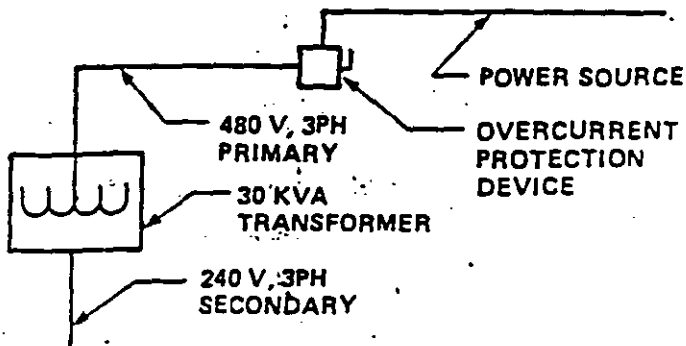 POWER SOURCE
480 V, 3PH
PRIMARY
OVERCURRENT
PROTECTION
DEVICE
30 KVA
TRANSFORMER
240 V, 3PH
SECONDARY